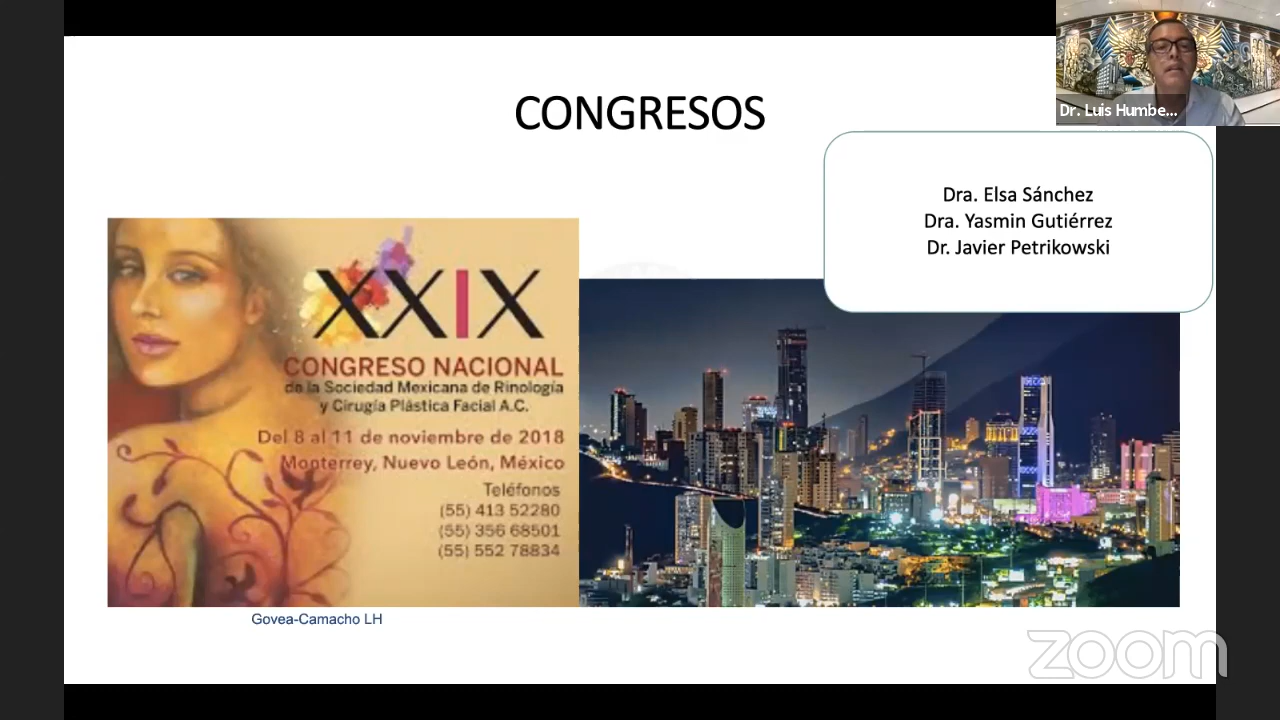 CONGRESOS
Dr. Luis Humbe...
Dra. Elsa Sánchez
Dra. Yasmin Gutiérrez
Dr. Javier Petrikowski
XXIX
CONGRESO NACIONAL
de la Sociedad Mexicana de Rinología
y Cirugía Plástica Facial A.C.
Del 8 al 11 de noviembre de 2018
Monterrey, Nuevo León, México
Teléfonos
(55) 413 52280
(55) 356 68501
(55) 552 78834
Govea-Camacho LH
zoom